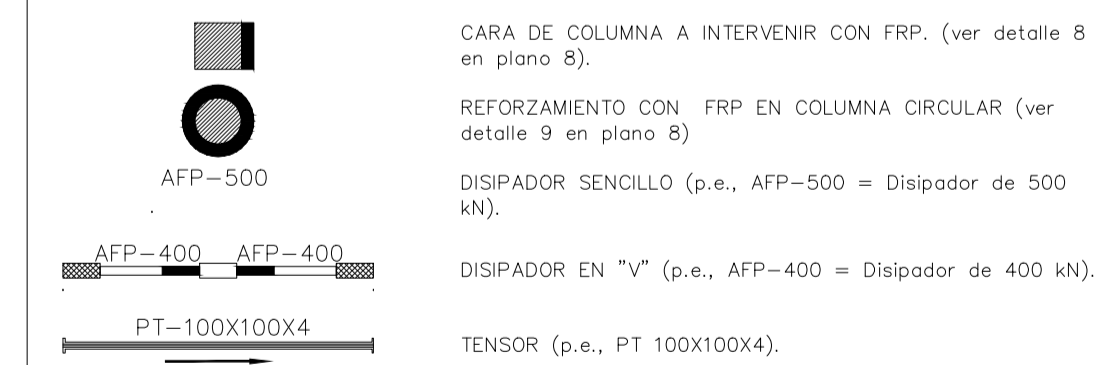 CARA DE COLUMNA A INTERVENIR CON FRP. (ver detalle 8
en plano 8).
REFORZAMIENTO CON FRP EN COLUMNA CIRCULAR (ver
detalle 9 en plano 8)
AFP-500
DISIPADOR SENCILLO (p.e., AFP-500 = Disipador de 500
kN).
AFP-400 AFP-400
DISIPADOR EN "V" (p.e., AFP-400 = Disipador de 400 kN).
PT-100X100X4
TENSOR (p.e., PT 100X100X4).